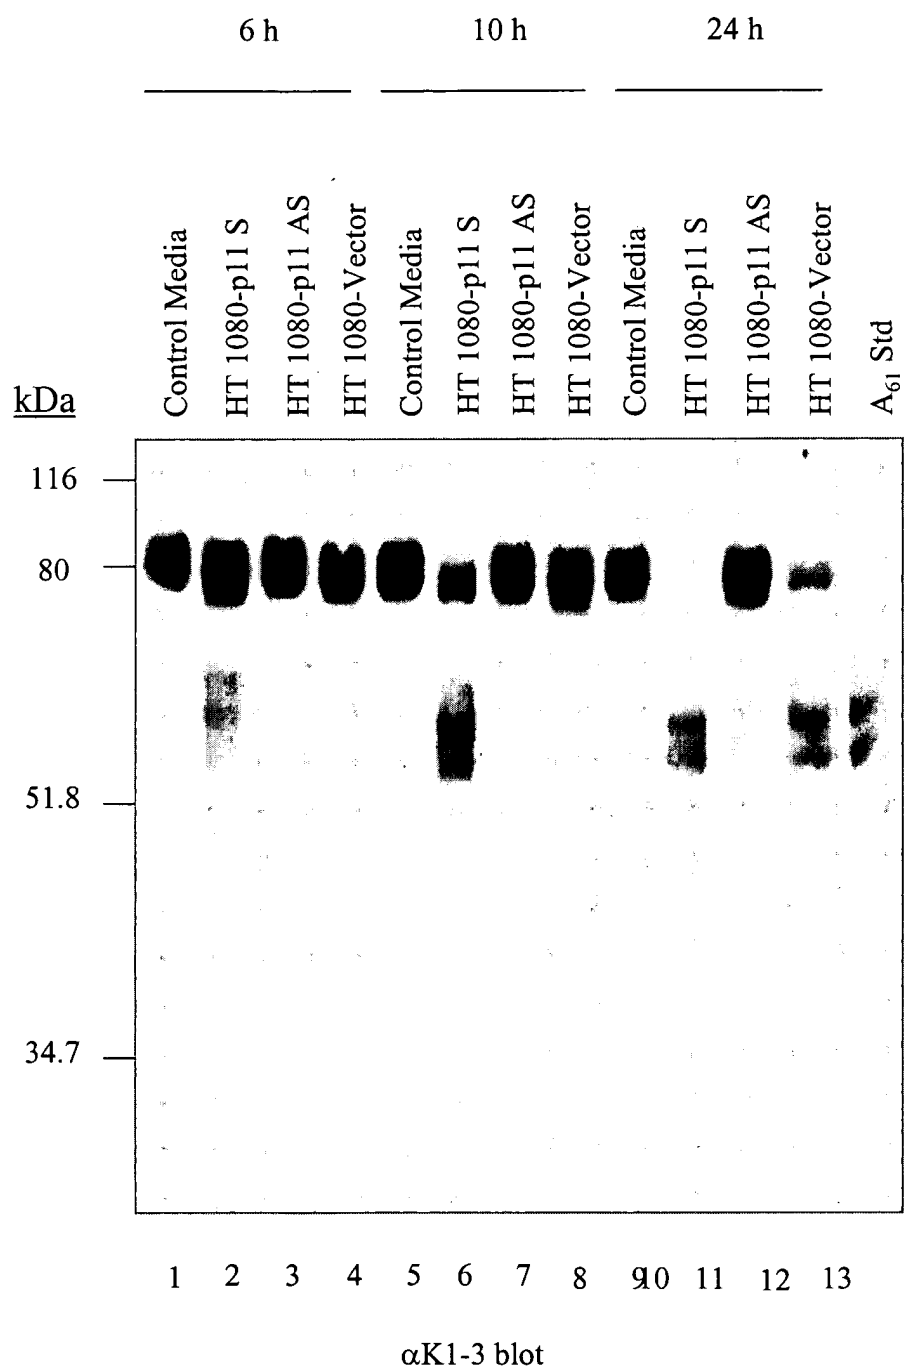 6 h 10 h 24 h
Control Media
HT 1080-p11 S
HT 1080-p11 AS
HT 1080-Vector
Control Media
HT 1080-p11 S
HT 1080-p11 AS
HT 1080-Vector
Control Media
HT 1080-p11 S
HT 1080-p11 AS
HT 1080-Vector
A61 Std
kDa
116
80
51.8
34.7
1 2 3 4 5 6 7 8 910 11 12 13
αK1-3 blot